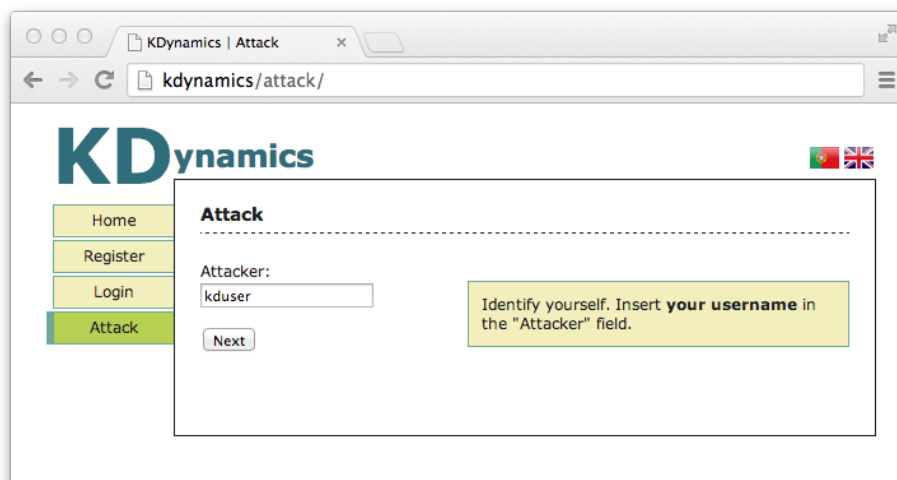 KDynamics | Attack
kdynamics/attack/
KDynamics
Home
Register
Login
Attack
Attack
Attacker:
kduser
Next
Identify yourself. Insert your username in
the "Attacker" field.